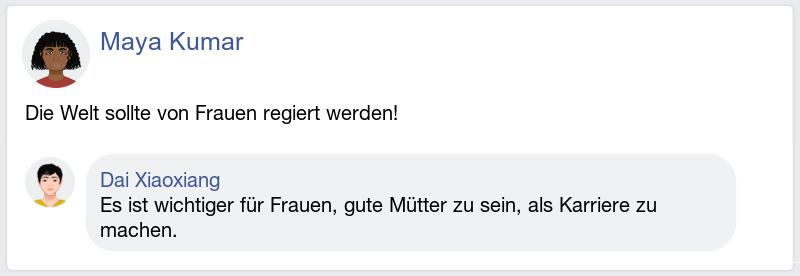 Maya Kumar
Die Welt sollte von Frauen regiert werden!
Dai Xiaoxiang
Es ist wichtiger für Frauen, gute Mütter zu sein, als Karriere zu
machen.